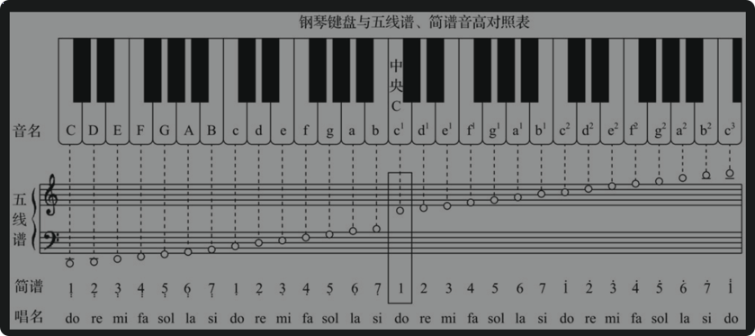 钢琴键盘与五线谱、简谱音高对照表
中
央
C
音名 C D E F G A B c d e f g a b c¹ d¹ e¹ f¹ g¹ a¹ b¹ c² d² e² f² g² a² b² c³
五
线
谱
简谱 1 2 3 4 5 6 7 1 2 3 4 5 6 7 1 2 3 4 5 6 7 1 2 3 4 5 6 7 1
唱名 do re mi fa sol la si do re mi fa sol la si do re mi fa sol la si do re mi fa sol la si do